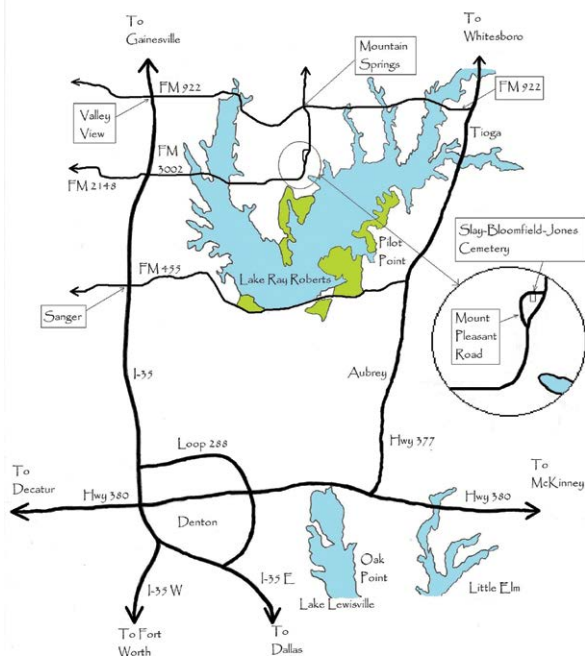 To
Gainesville
To
Whitesboro
Mountain
Springs
FM 922
FM 922
Valley
View
Tioga
FM
3002
FM 2148
Slay-Bloomfield-Jones
Cemetery
Pilot
Point
Lake Ray Roberts
FM 455
Mount
Pleasant
Road
Sanger
I-35
Aubrey
Hwy 377
Loop 288
To
Decatur
To
McKinney
Hwy 380
Hwy 380
Denton
Oak
Point
I-35 W
I-35 E
Little Elm
Lake Lewisville
To Fort
Worth
To
Dallas